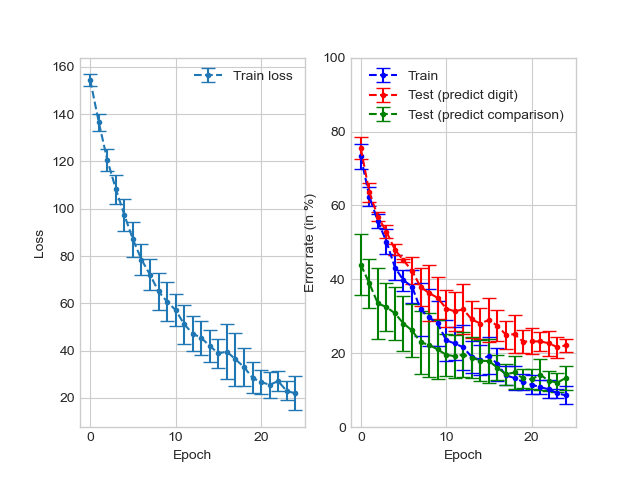 Train loss
160
140
120
100
80
60
40
20
0
10
20
Epoch
Loss
Train
Test (predict digit)
Test (predict comparison)
100
80
60
40
20
0
0
10
20
Epoch
Error rate (in %)